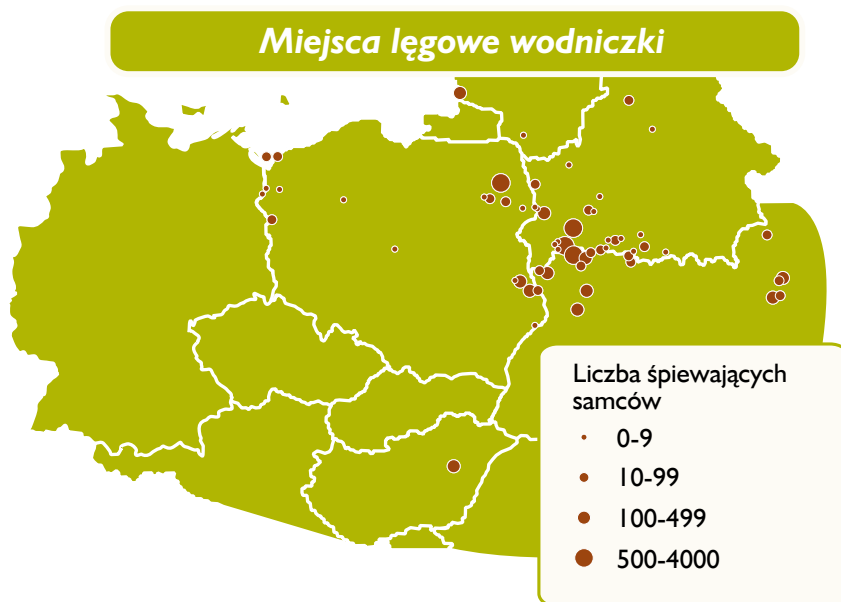 Miejsca lęgowe wodniczki
Liczba śpiewających
samców
0-9
10-99
100-499
500-4000